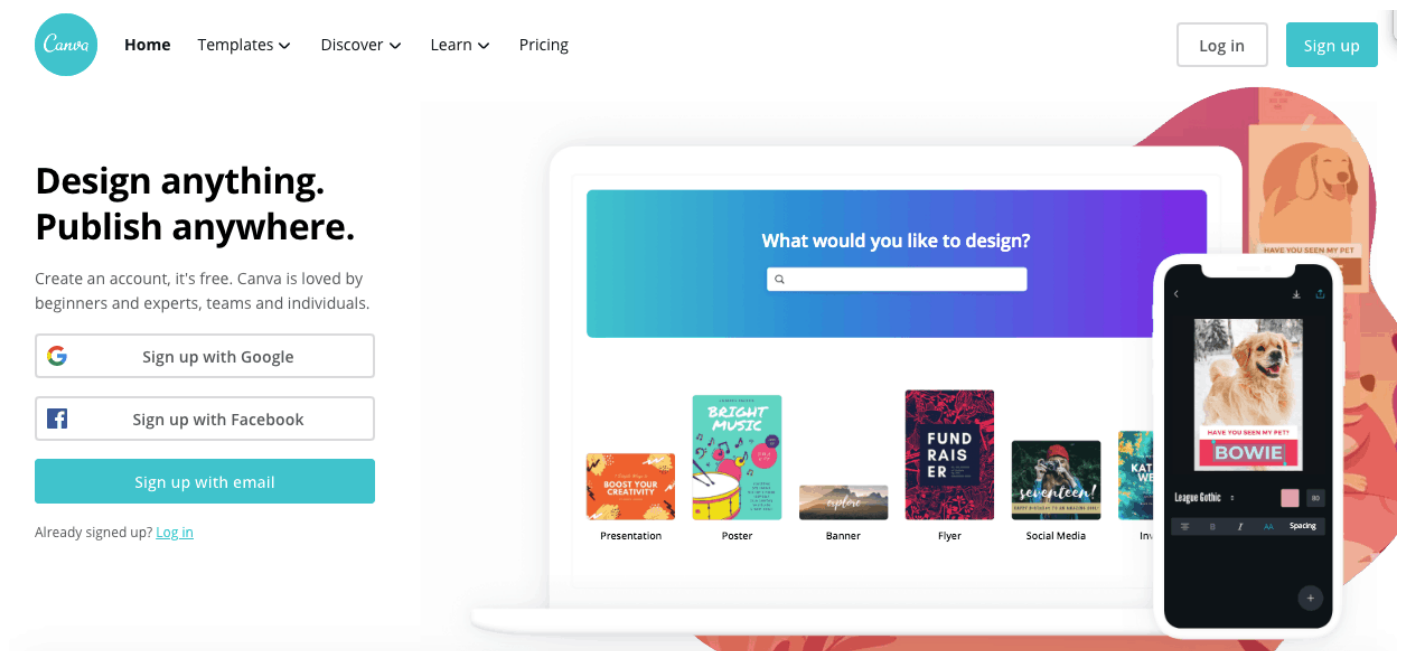 Canva
Home
Templates
Discover
Learn
Pricing
Log in
Sign up
Design anything.
Publish anywhere.
Create an account, it's free. Canva is loved by
beginners and experts, teams and individuals.
Sign up with Google
Sign up with Facebook
Sign up with email
Already signed up? Log in
What would you like to design?
BOOST YOUR
CREATIVITY
Presentation
BRIGHT
MUSIC
Poster
explore
Banner
FUND
RAIS
ER
Flyer
seventeen!
Social Media
HAVE YOU SEEN MY PET
HAVE YOU SEEN MY PET?
BOWIE
League Gothic
80
B
I
AA
Spacing